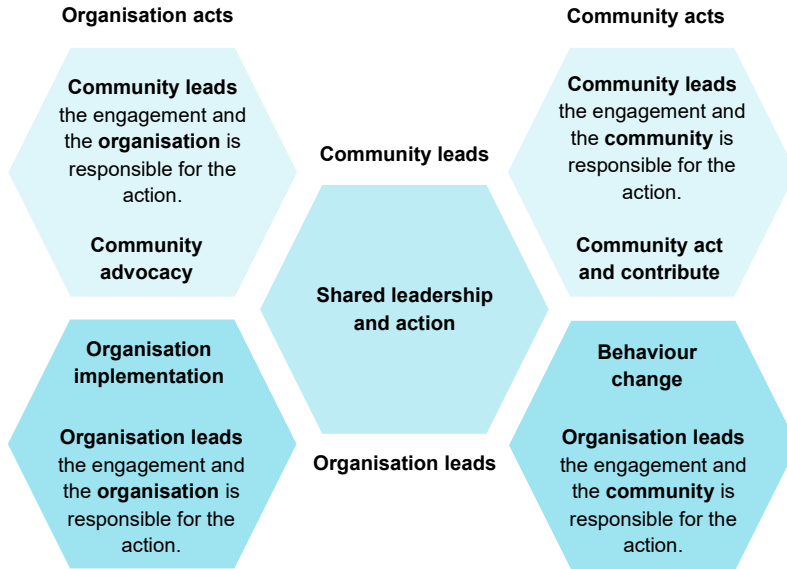 Organisation acts
Community acts
Community leads
the engagement and
the organisation is
responsible for the
action.
Community
advocacy
Community leads
Community leads
the engagement and
the community is
responsible for the
action.
Community act
and contribute
Shared leadership
and action
Organisation
implementation
Organisation leads
the engagement and
the organisation is
responsible for the
action.
Organisation leads
Behaviour
change
Organisation leads
the engagement and
the community is
responsible for the
action.